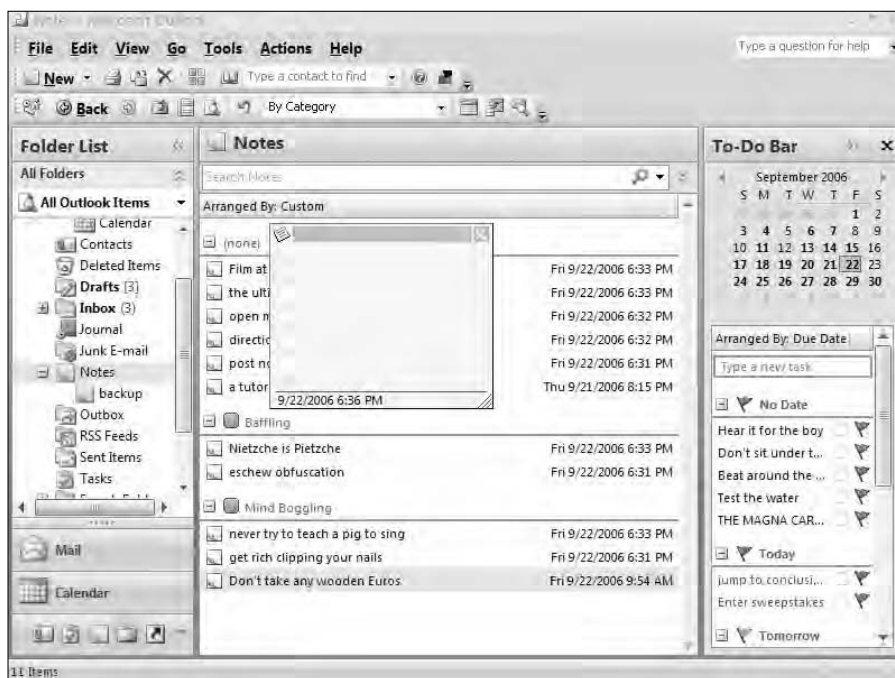 File Edit View Go Tools Actions Help
Type a question for help
New
Type a contact to find
Back
By Category
Folder List
All Folders
All Outlook Items
Calendar
Contacts
Deleted Items
Drafts [3]
Inbox (3)
Journal
Junk E-mail
Notes
backup
Outbox
RSS Feeds
Sent Items
Tasks
Mail
Calendar
11 Items
Notes
Search Notes
Arranged By: Custom
(none)
Film at
Fri 9/22/2006 6:33 PM
the ulti
Fri 9/22/2006 6:33 PM
open
Fri 9/22/2006 6:32 PM
directio
Fri 9/22/2006 6:32 PM
post no
Fri 9/22/2006 6:31 PM
a tutor
Thu 9/21/2006 8:15 PM
9/22/2006 6:36 PM
Baffling
Nietzche is Pietzche
Fri 9/22/2006 6:33 PM
eschew obfuscation
Fri 9/22/2006 6:31 PM
Mind Boggling
never try to teach a pig to sing
Fri 9/22/2006 6:33 PM
get rich clipping your nails
Fri 9/22/2006 6:31 PM
Don't take any wooden Euros
Fri 9/22/2006 9:54 AM
To-Do Bar
September 2006
S M T W T F S
1 2
3 4 5 6 7 8 9
10 11 12 13 14 15 16
17 18 19 20 21 22 23
24 25 26 27 28 29 30
Arranged By: Due Date
Type a new task
No Date
Hear it for the boy
Don't sit under t...
Beat around the ...
Test the water
THE MAGNA CAR...
Today
jump to conclusi...
Enter sweepstakes
Tomorrow